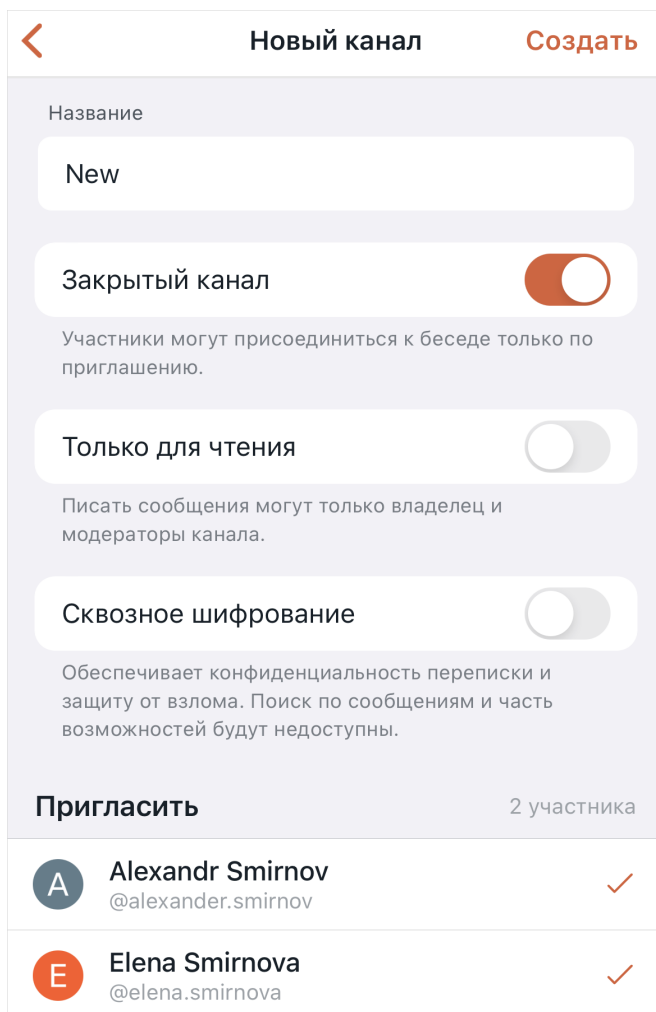 Новый канал
Создать
Название
New
Закрытый канал
Участники могут присоединиться к беседе только по
приглашению.
Только для чтения
Писать сообщения могут только владелец и
модераторы канала.
Сквозное шифрование
Обеспечивает конфиденциальность переписки и
защиту от взлома. Поиск по сообщениям и часть
возможностей будут недоступны.
Пригласить
2 участника
A
Alexandr Smirnov
@alexander.smirnov
E
Elena Smirnova
@elena.smirnova